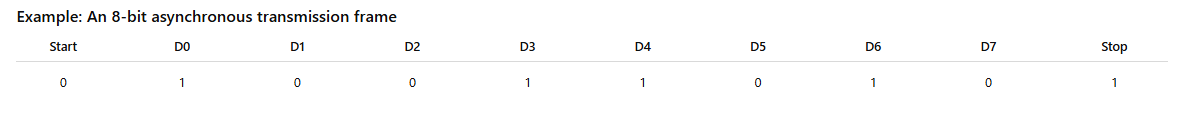 Example: An 8-bit asynchronous transmission frame
Start D0 D1 D2 D3 D4 D5 D6 D7 Stop
0 1 0 0 1 1 0 1 0 1